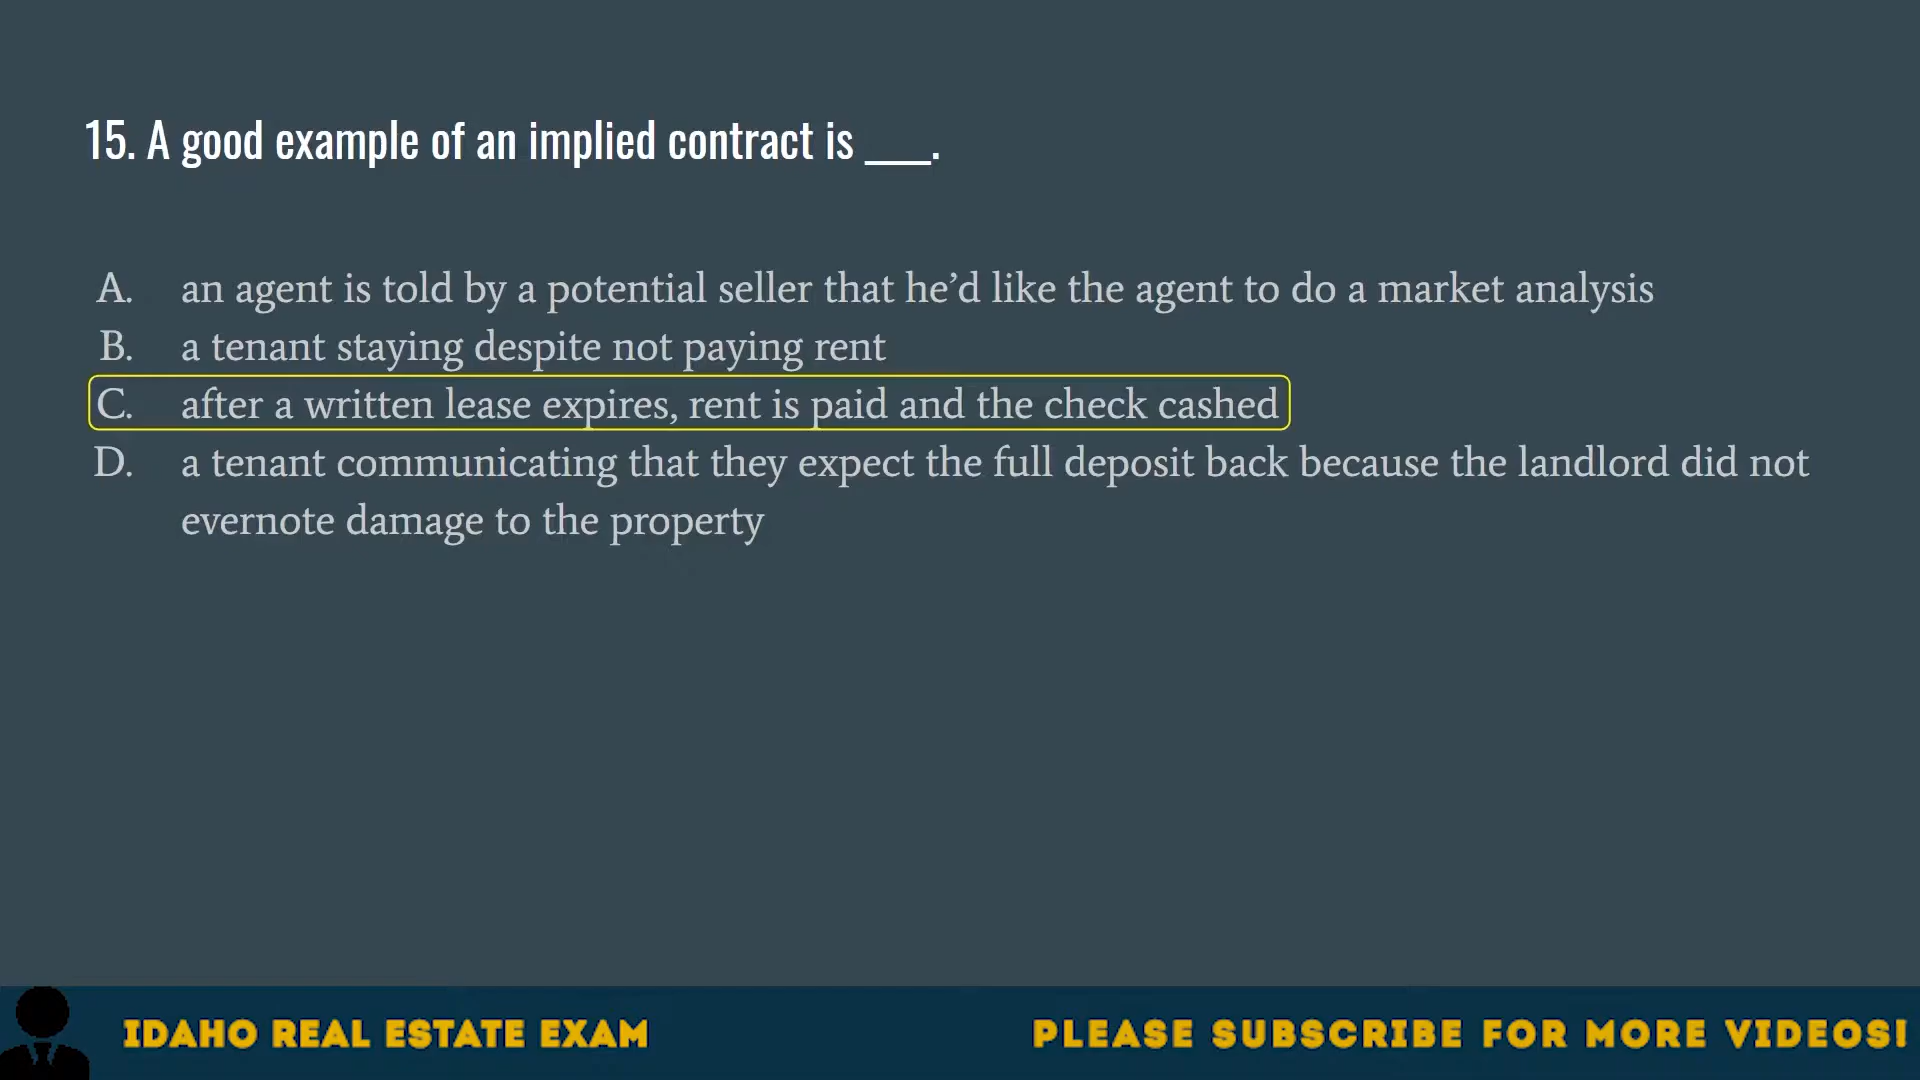 15. A good example of an implied contract is ____.
A. an agent is told by a potential seller that he’d like the agent to do a market analysis
B. a tenant staying despite not paying rent
C. after a written lease expires, rent is paid and the check cashed
D. a tenant communicating that they expect the full deposit back because the landlord did not
evernote damage to the property
IDAHO REAL ESTATE EXAM
PLEASE SUBSCRIBE FOR MORE VIDEOS!